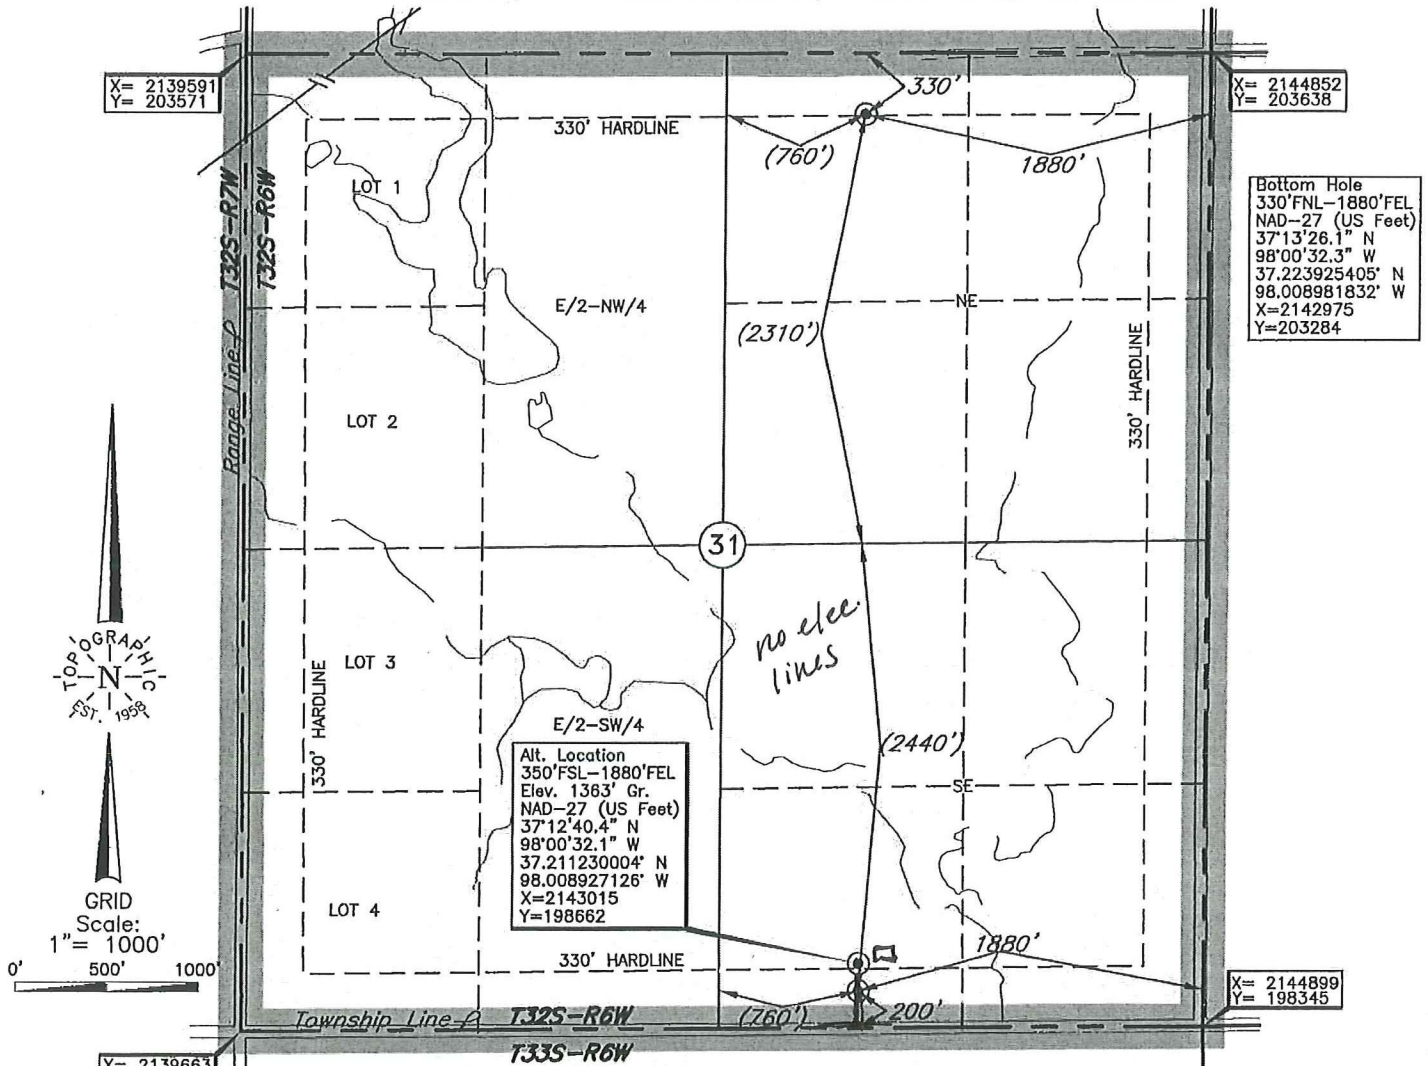 X= 2139591
Y= 203571
X= 2144852
Y= 203638
330'
330' HARDLINE
(760')
1880'
T32S-R7W
T32S-R6W
LOT 1
Bottom Hole
330'FNL-1880'FEL
NAD-27 (US Feet)
37°13'26.1" N
98°00'32.3" W
37.223925405° N
98.008981832° W
X=2142975
Y=203284
E/2-NW/4
NE
(2310')
330' HARDLINE
Range Line
LOT 2
31
no elec.
lines
TOPOGRAPHIC
N
EST. 1958
LOT 3
330' HARDLINE
E/2-SW/4
(2440')
Alt. Location
350'FSL-1880'FEL
Elev. 1363' Gr.
NAD-27 (US Feet)
37°12'40.4" N
98°00'32.1" W
37.211230004° N
98.008927126° W
X=2143015
Y=198662
SE
GRID
Scale:
1"= 1000'
0' 500' 1000'
LOT 4
330' HARDLINE
1880'
X= 2144899
Y= 198345
Township Line
T32S-R6W
(760')
200'
T33S-R6W
X= 2139663